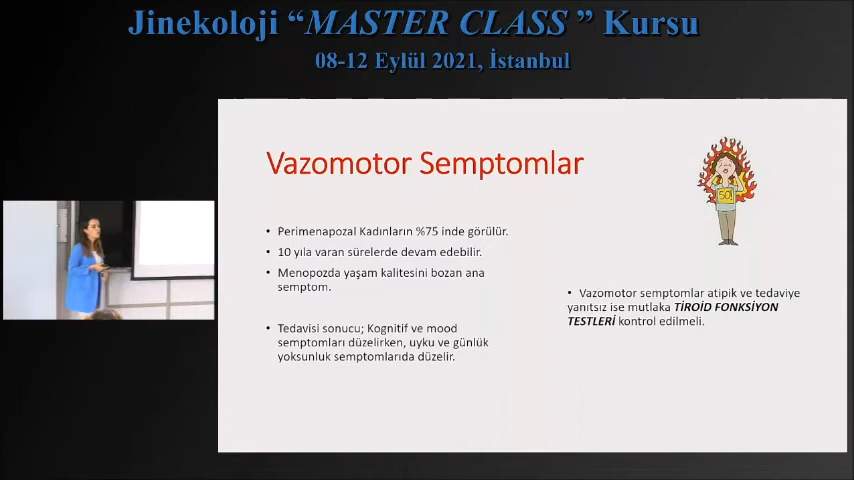 Jinekoloji “MASTER CLASS ” Kursu
08-12 Eylül 2021, İstanbul
Vazomotor Semptomlar
50!
• Perimenapozal Kadınların %75 inde görülür.
• 10 yıla varan sürelerde devam edebilir.
• Menopozda yaşam kalitesini bozan ana
semptom.
• Tedavisi sonucu; Kognitif ve mood
semptomları düzelirken, uyku ve günlük
yoksunluk semptomlarıda düzelir.
• Vazomotor semptomlar atipik ve tedaviye
yanıtsız ise mutlaka TİROİD FONKSİYON
TESTLERİ kontrol edilmeli.